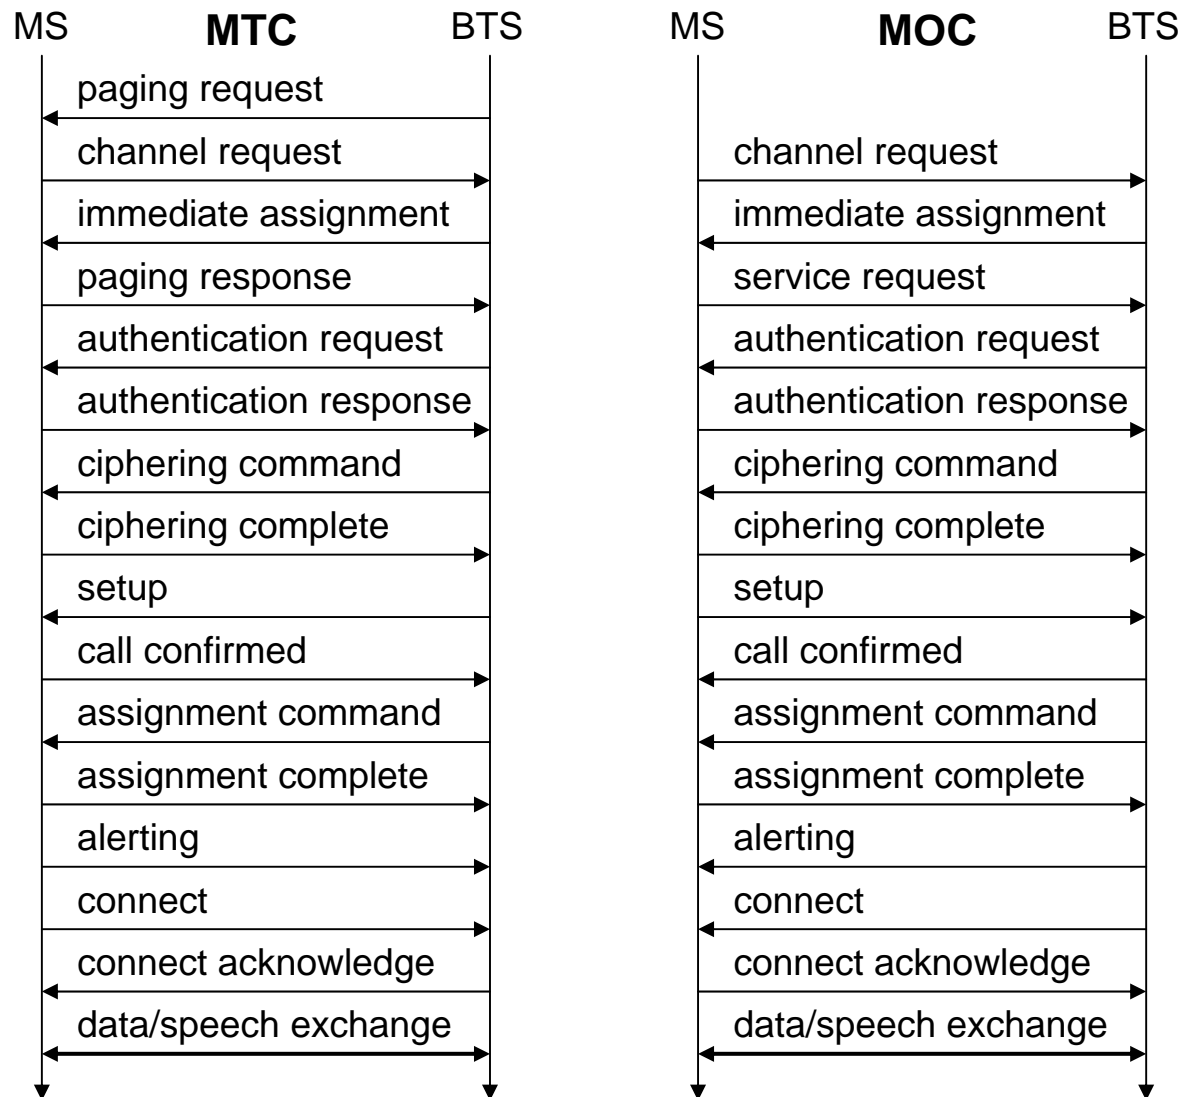 MS MTC BTS
paging request
channel request
immediate assignment
paging response
authentication request
authentication response
ciphering command
ciphering complete
setup
call confirmed
assignment command
assignment complete
alerting
connect
connect acknowledge
data/speech exchange
MS MOC BTS
channel request
immediate assignment
service request
authentication request
authentication response
ciphering command
ciphering complete
setup
call confirmed
assignment command
assignment complete
alerting
connect
connect acknowledge
data/speech exchange